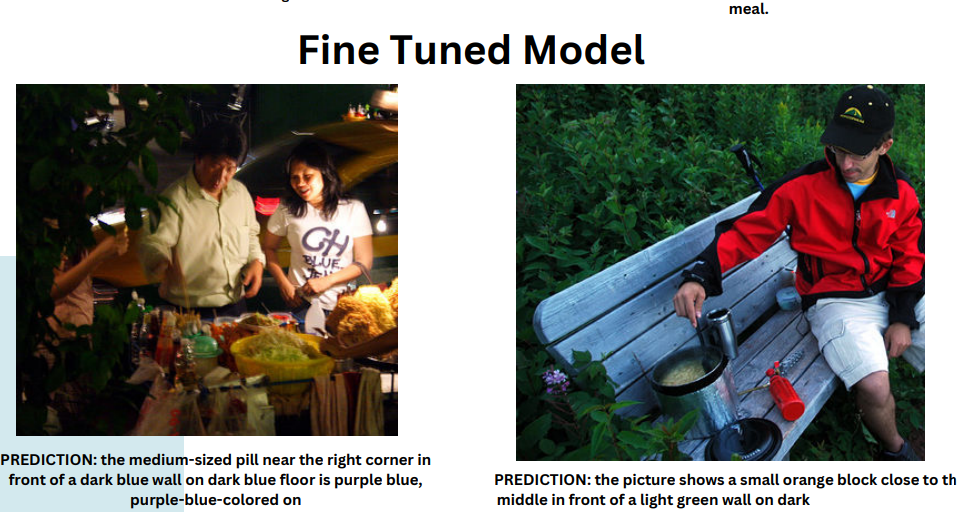 meal.
Fine Tuned Model
GH
BLUE
PREDICTION: the medium-sized pill near the right corner in
front of a dark blue wall on dark blue floor is purple blue,
purple-blue-colored on
PREDICTION: the picture shows a small orange block close to th
middle in front of a light green wall on dark